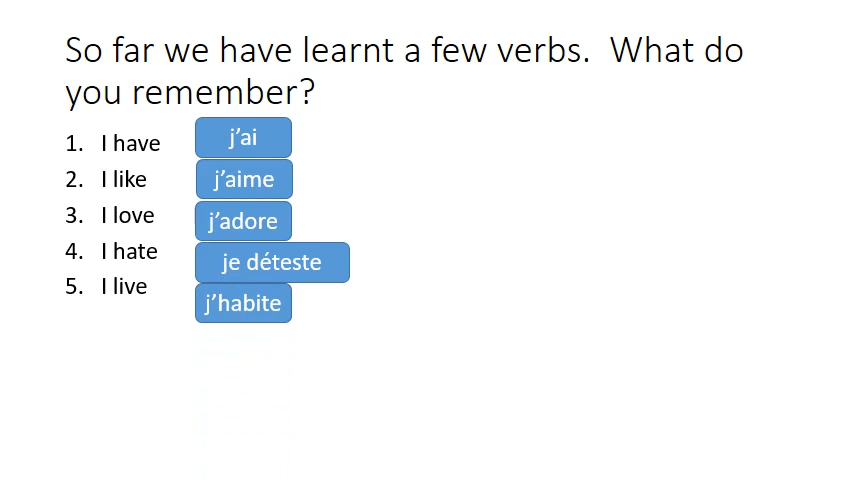 So far we have learnt a few verbs.  What do
you remember?
1. I have j’ai
2. I like j’aime
3. I love j’adore
4. I hate je déteste
5. I live j’habite